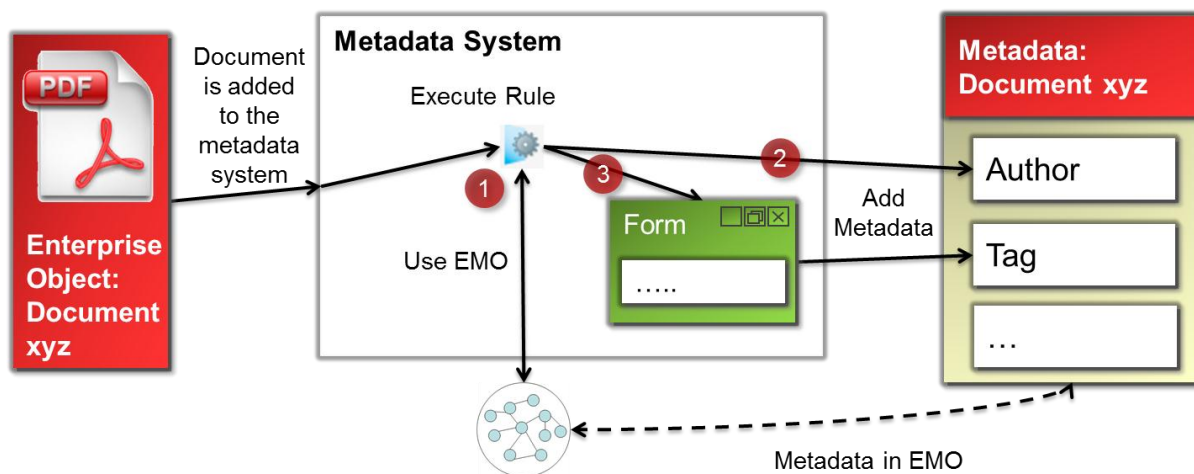 PDF
Enterprise
Object:
Document
xyz
Document
is added
to the
metadata
system
Metadata System
Execute Rule
1
2
3
Use EMO
Form
…..
Add
Metadata
Metadata:
Document xyz
Author
Tag
…
Metadata in EMO